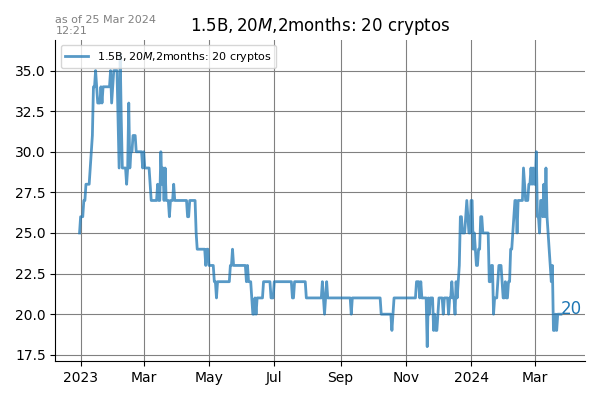 as of 25 Mar 2024
12:21
1.5B, 20M,2months: 20 cryptos
1.5B, 20M,2months: 20 cryptos
35.0
32.5
30.0
27.5
25.0
22.5
20.0
17.5
20
2023
Mar
May
Jul
Sep
Nov
2024
Mar